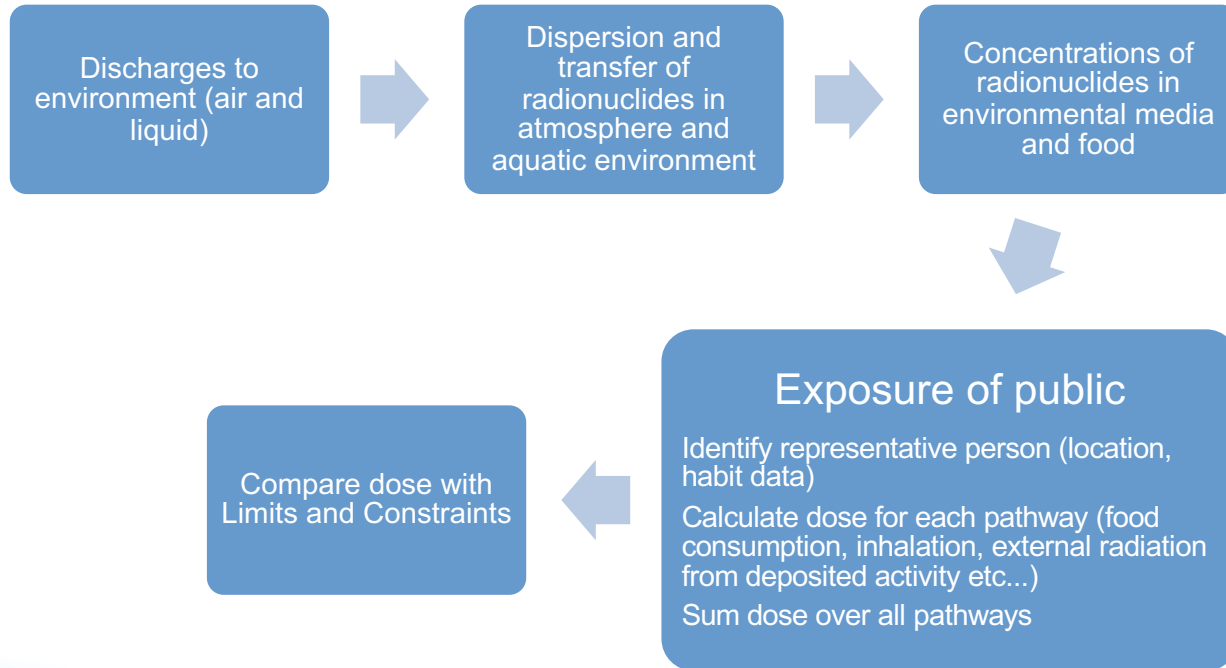 Discharges to
environment (air and
liquid)
Dispersion and
transfer of
radionuclides in
atmosphere and
aquatic environment
Concentrations of
radionuclides in
environmental media
and food
Exposure of public
Identify representative person (location,
habit data)
Calculate dose for each pathway (food
consumption, inhalation, external radiation
from deposited activity etc...)
Sum dose over all pathways
Compare dose with
Limits and Constraints